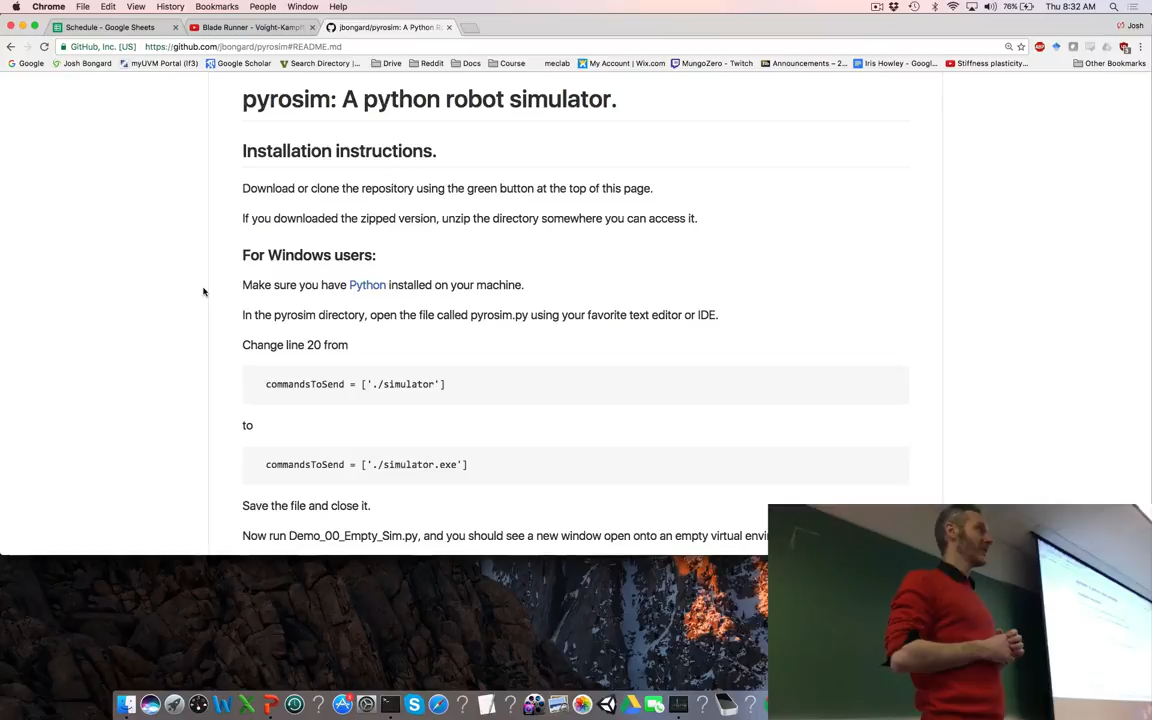 Chrome File Edit View History Bookmarks People Window Help 76% Thu 8:32 AM
Schedule - Google Sheets Blade Runner - Voight-Kampff jbongard/pyrosim: A Python R Josh
GitHub, Inc. [US] https://github.com/jbongard/pyrosim#README.md
Google Josh Bongard myUVM Portal (lf3) Google Scholar Search Directory |... Drive Reddit Docs Course meclab My Account | Wix.com MungoZero - Twitch Announcements – 2... Iris Howley - Googl... Stiffness plasticity... Other Bookmarks
pyrosim: A python robot simulator.
Installation instructions.
Download or clone the repository using the green button at the top of this page.
If you downloaded the zipped version, unzip the directory somewhere you can access it.
For Windows users:
Make sure you have Python installed on your machine.
In the pyrosim directory, open the file called pyrosim.py using your favorite text editor or IDE.
Change line 20 from
commandsToSend = ['./simulator']
to
commandsToSend = ['./simulator.exe']
Save the file and close it.
Now run Demo_00_Empty_Sim.py, and you should see a new window open onto an empty virtual envi